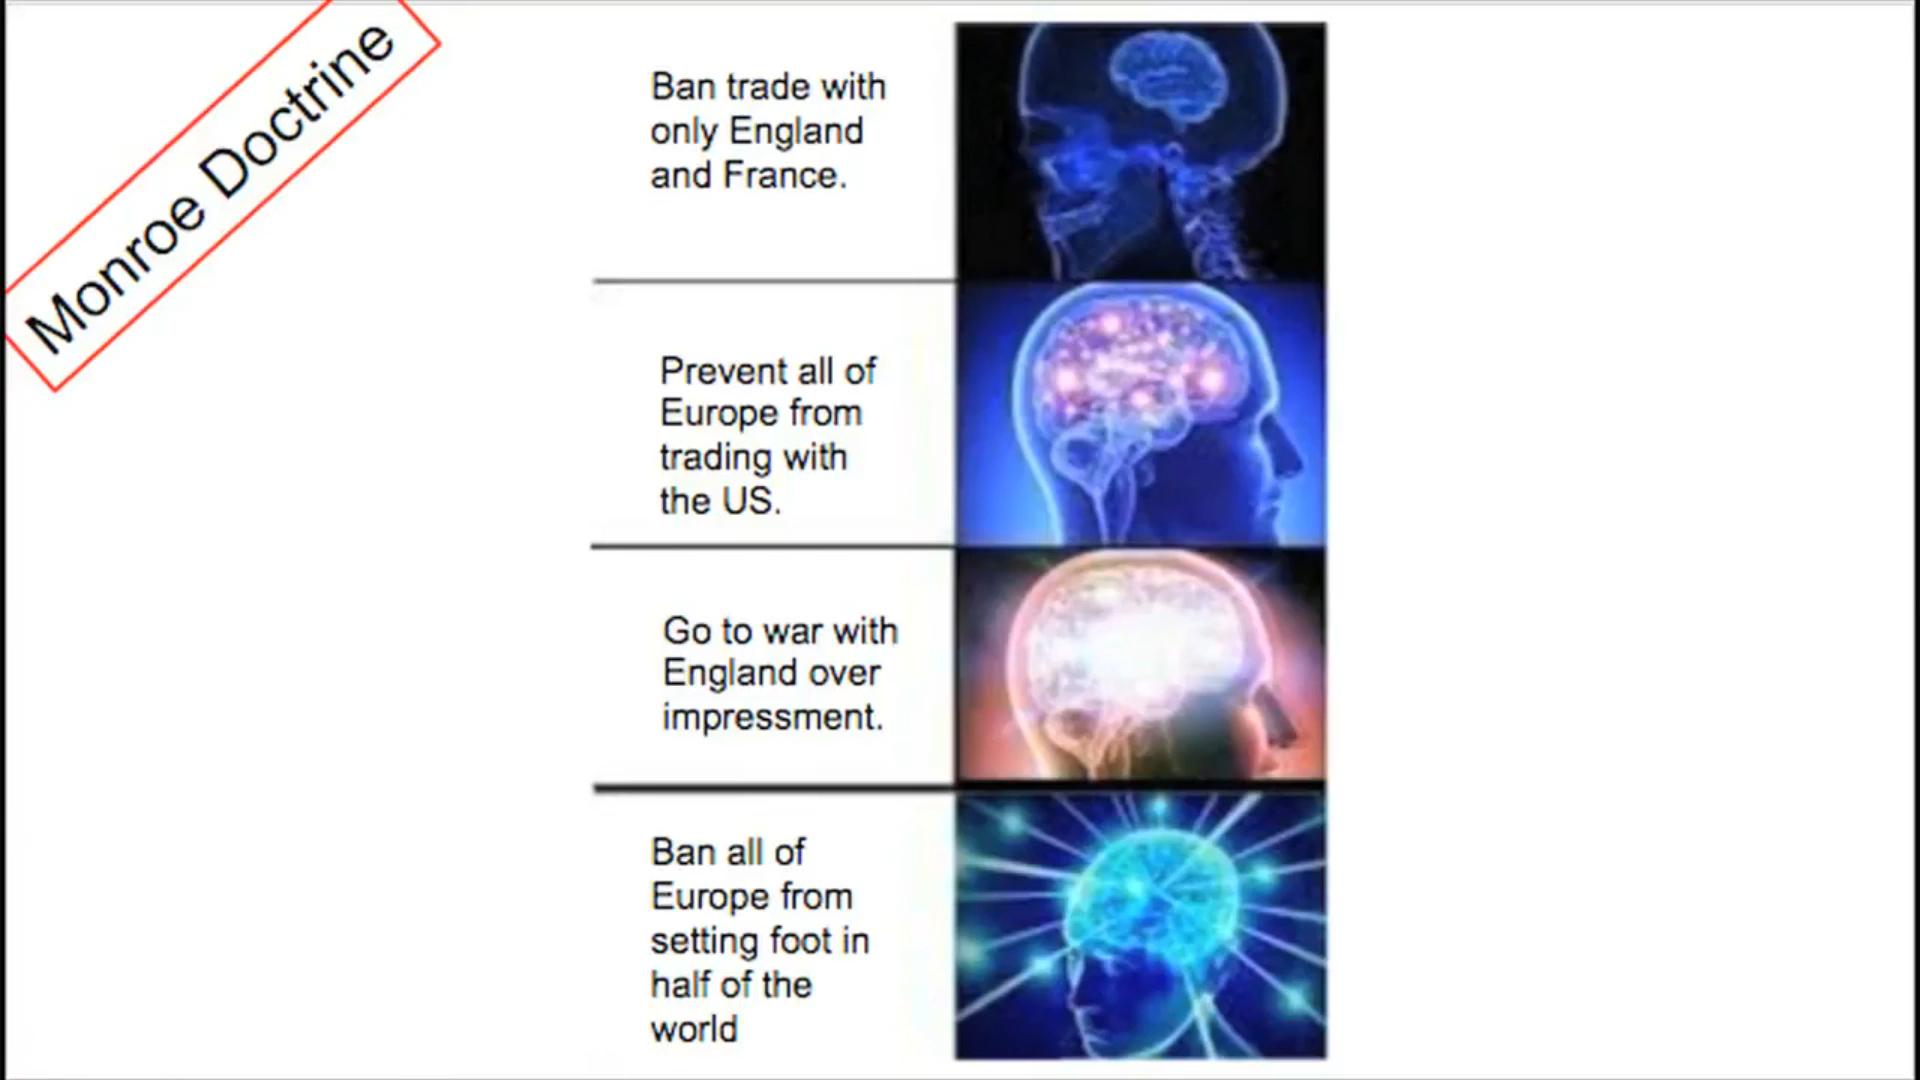 Monroe Doctrine
Ban trade with
only England
and France.
Prevent all of
Europe from
trading with
the US.
Go to war with
England over
impressment.
Ban all of
Europe from
setting foot in
half of the
world